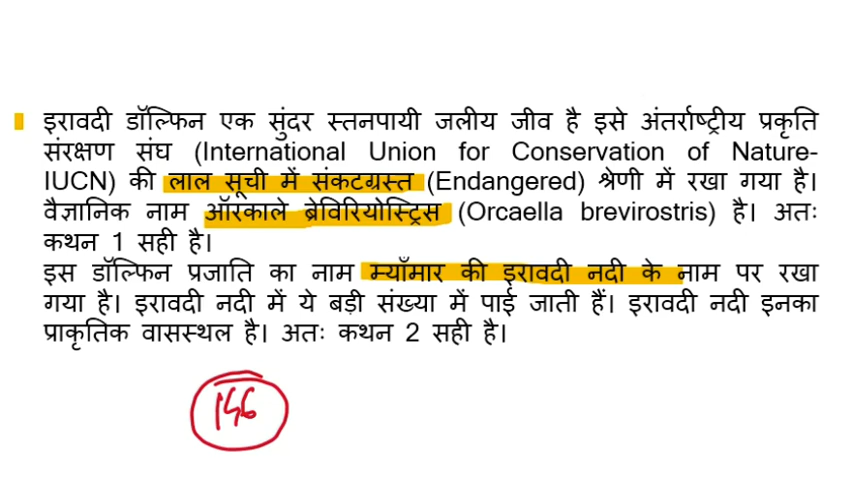 इरावदी डॉल्फिन एक सुंदर स्तनपायी जलीय जीव है इसे अंतर्राष्ट्रीय प्रकृति
संरक्षण संघ (International Union for Conservation of Nature-
IUCN) की लाल सूची में संकटग्रस्त (Endangered) श्रेणी में रखा गया है।
वैज्ञानिक नाम ऑरकाले ब्रेविरियोस्ट्रिस (Orcaella brevirostris) है। अतः
कथन 1 सही है।
इस डॉल्फिन प्रजाति का नाम म्याँमार की इरावदी नदी के नाम पर रखा
गया है। इरावदी नदी में ये बड़ी संख्या में पाई जाती हैं। इरावदी नदी इनका
प्राकृतिक वासस्थल है। अतः कथन 2 सही है।
156